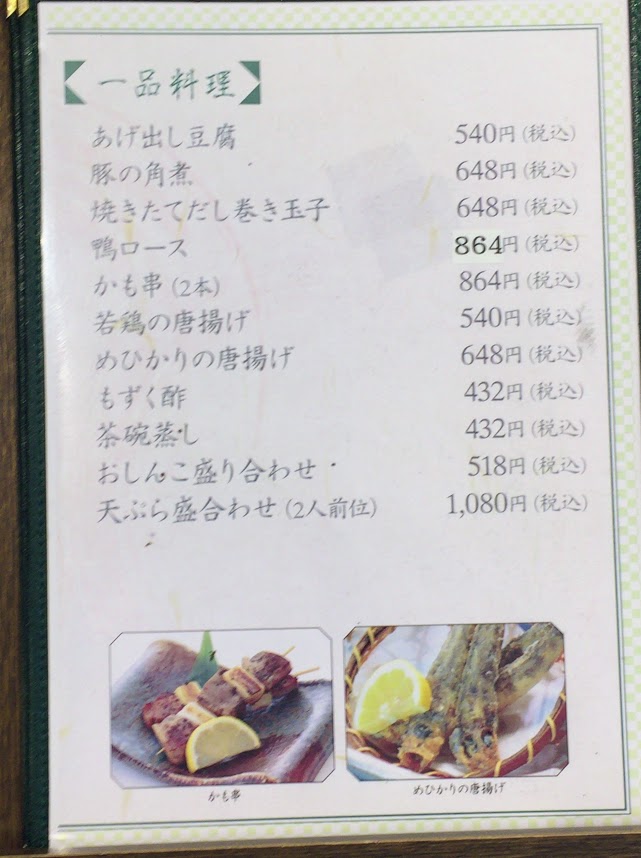 一品料理
あげ出し豆腐 540円(税込)
豚の角煮 648円(税込)
焼きたてだし巻き玉子 648円(税込)
鴨ロース 864円(税込)
かも串(2本) 864円(税込)
若鶏の唐揚げ 540円(税込)
めひかりの唐揚げ 648円(税込)
もずく酢 432円(税込)
茶碗蒸し 432円(税込)
おしんこ盛り合わせ 518円(税込)
天ぷら盛合わせ(2人前位) 1,080円(税込)
かも串
めひかりの唐揚げ